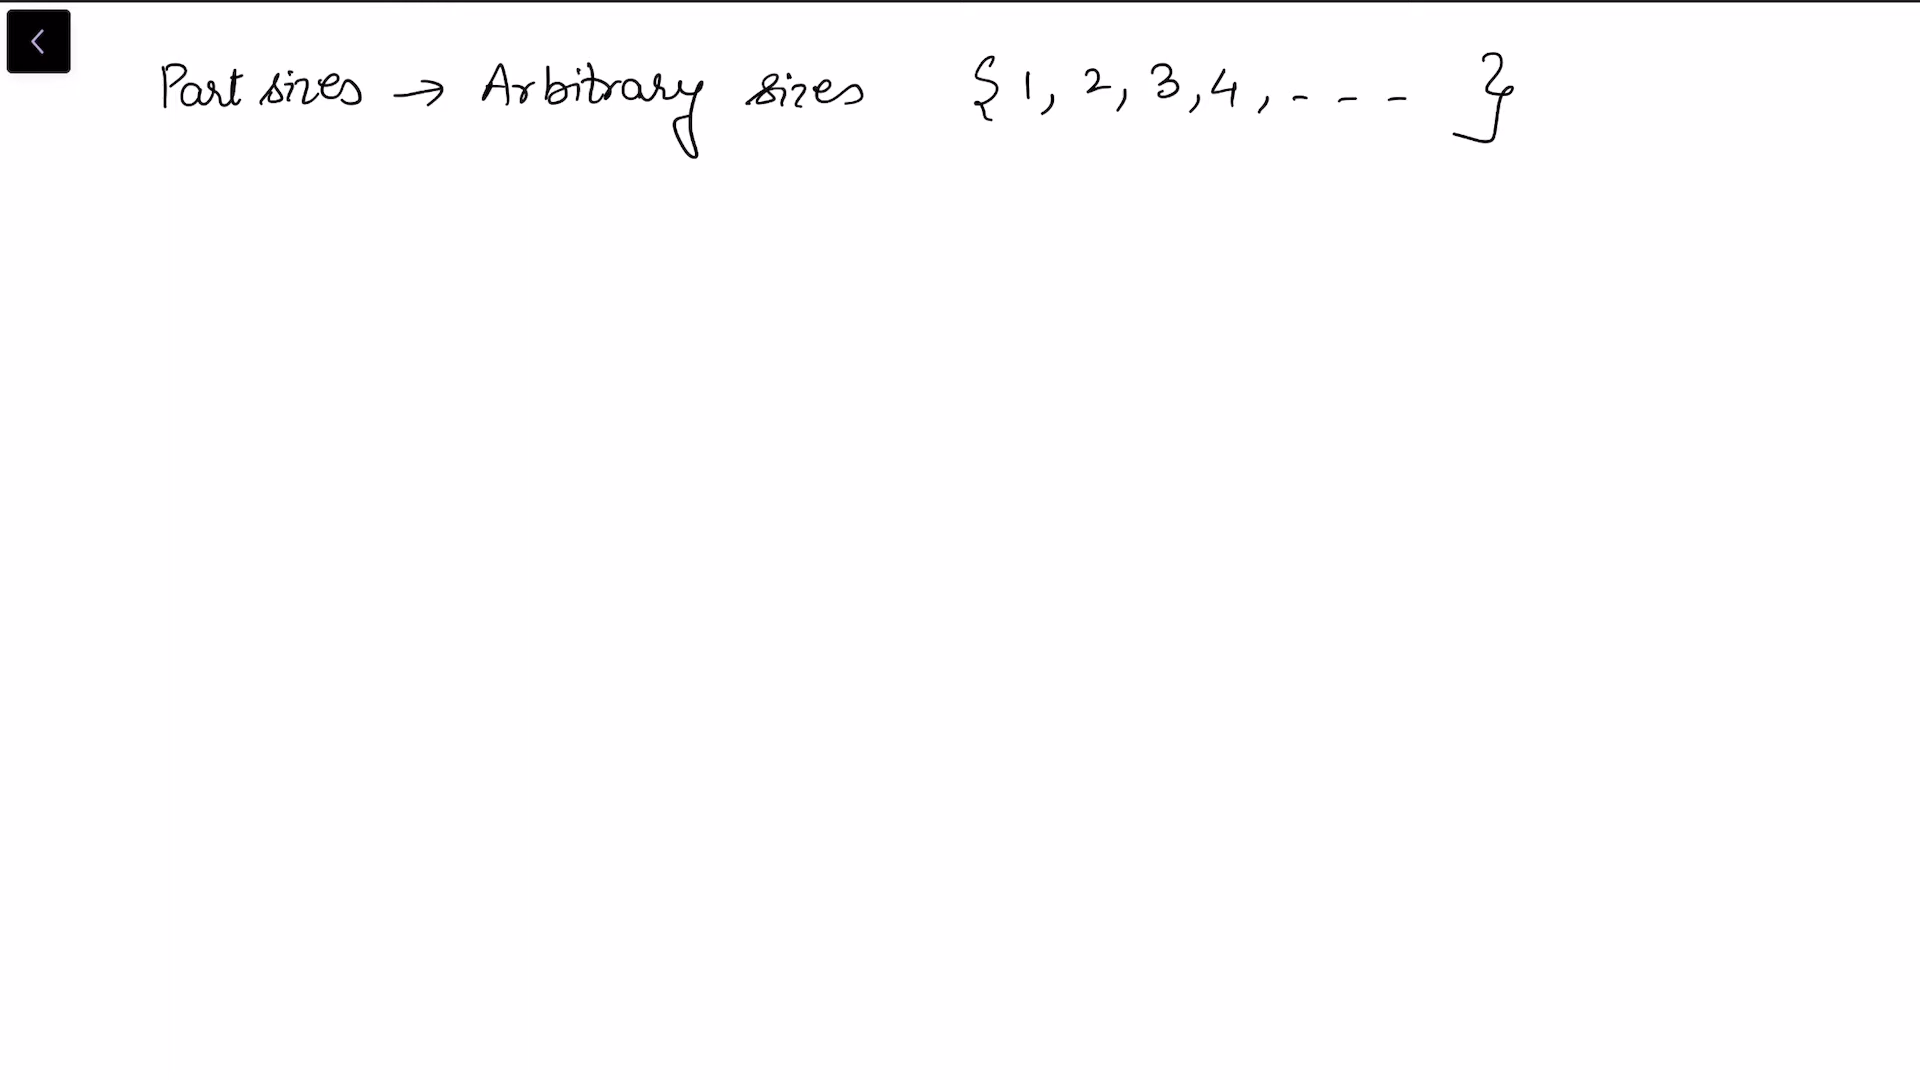 Part sizes → Arbitrary sizes {1, 2, 3, 4, - - - }